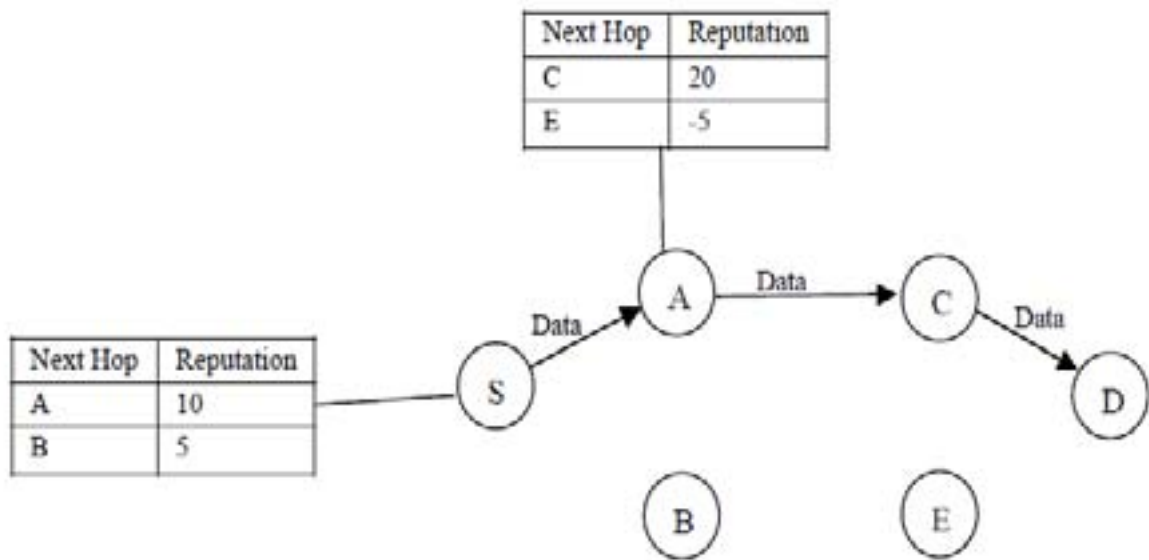 Next Hop Reputation
C 20
E -5
A
Data
C
Data
Data
Next Hop Reputation
A 10
B 5
S
D
B
E